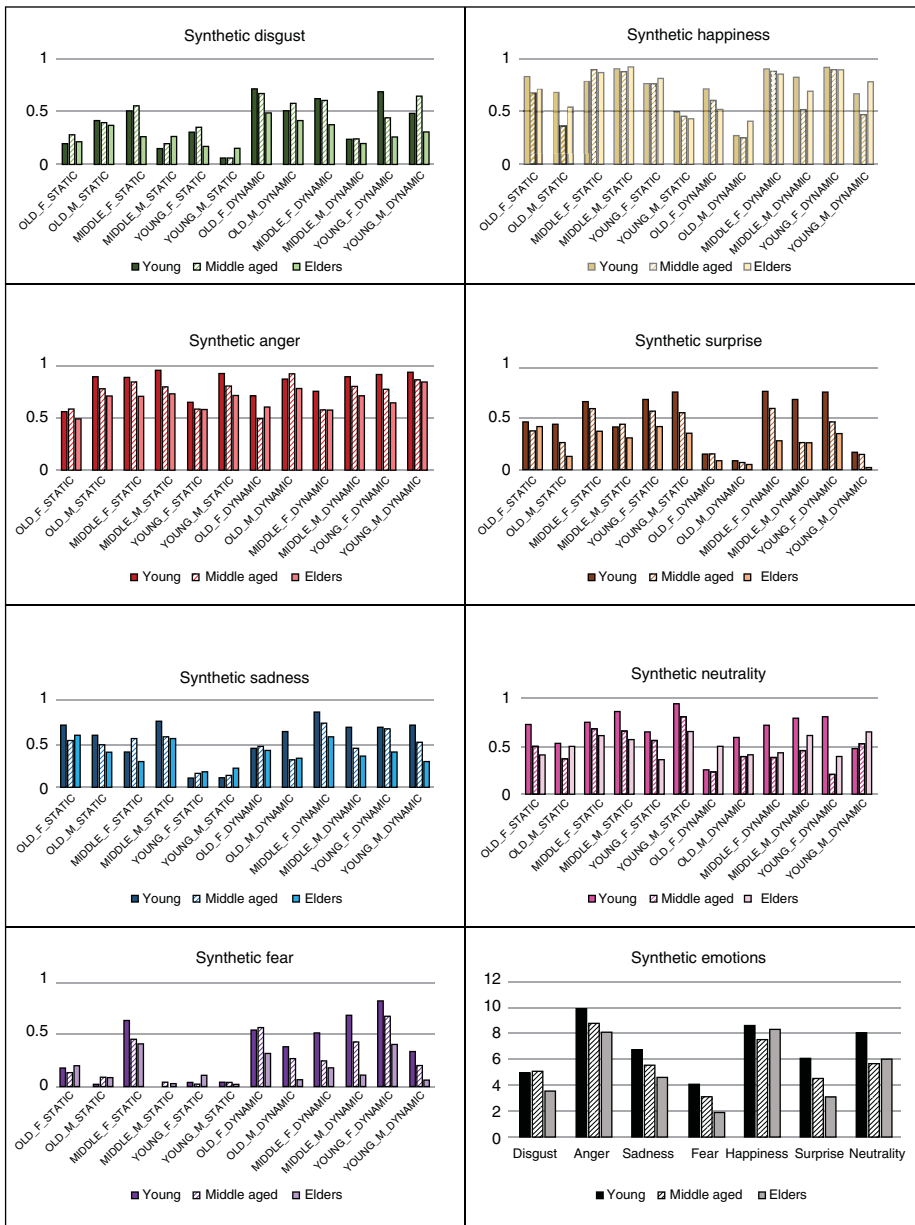 Synthetic disgust
1
0.5
0
OLD_F_STATIC
OLD_M_STATIC
MIDDLE_F_STATIC
MIDDLE_M_STATIC
YOUNG_F_STATIC
YOUNG_M_STATIC
OLD_F_DYNAMIC
OLD_M_DYNAMIC
MIDDLE_F_DYNAMIC
MIDDLE_M_DYNAMIC
YOUNG_F_DYNAMIC
YOUNG_M_DYNAMIC
Young Middle aged Elders
Synthetic happiness
1
0.5
0
OLD_F_STATIC
OLD_M_STATIC
MIDDLE_F_STATIC
MIDDLE_M_STATIC
YOUNG_F_STATIC
YOUNG_M_STATIC
OLD_F_DYNAMIC
OLD_M_DYNAMIC
MIDDLE_F_DYNAMIC
MIDDLE_M_DYNAMIC
YOUNG_F_DYNAMIC
YOUNG_M_DYNAMIC
Young Middle aged Elders
Synthetic anger
1
0.5
0
OLD_F_STATIC
OLD_M_STATIC
MIDDLE_F_STATIC
MIDDLE_M_STATIC
YOUNG_F_STATIC
YOUNG_M_STATIC
OLD_F_DYNAMIC
OLD_M_DYNAMIC
MIDDLE_F_DYNAMIC
MIDDLE_M_DYNAMIC
YOUNG_F_DYNAMIC
YOUNG_M_DYNAMIC
Young Middle aged Elders
Synthetic surprise
1
0.5
0
OLD_F_STATIC
OLD_M_STATIC
MIDDLE_F_STATIC
MIDDLE_M_STATIC
YOUNG_F_STATIC
YOUNG_M_STATIC
OLD_F_DYNAMIC
OLD_M_DYNAMIC
MIDDLE_F_DYNAMIC
MIDDLE_M_DYNAMIC
YOUNG_F_DYNAMIC
YOUNG_M_DYNAMIC
Young Middle aged Elders
Synthetic sadness
1
0.5
0
OLD_F_STATIC
OLD_M_STATIC
MIDDLE_F_STATIC
MIDDLE_M_STATIC
YOUNG_F_STATIC
YOUNG_M_STATIC
OLD_F_DYNAMIC
OLD_M_DYNAMIC
MIDDLE_F_DYNAMIC
MIDDLE_M_DYNAMIC
YOUNG_F_DYNAMIC
YOUNG_M_DYNAMIC
Young Middle aged Elders
Synthetic neutrality
1
0.5
0
OLD_F_STATIC
OLD_M_STATIC
MIDDLE_F_STATIC
MIDDLE_M_STATIC
YOUNG_F_STATIC
YOUNG_M_STATIC
OLD_F_DYNAMIC
OLD_M_DYNAMIC
MIDDLE_F_DYNAMIC
MIDDLE_M_DYNAMIC
YOUNG_F_DYNAMIC
YOUNG_M_DYNAMIC
Young Middle aged Elders
Synthetic fear
1
0.5
0
OLD_F_STATIC
OLD_M_STATIC
MIDDLE_F_STATIC
MIDDLE_M_STATIC
YOUNG_F_STATIC
YOUNG_M_STATIC
OLD_F_DYNAMIC
OLD_M_DYNAMIC
MIDDLE_F_DYNAMIC
MIDDLE_M_DYNAMIC
YOUNG_F_DYNAMIC
YOUNG_M_DYNAMIC
Young Middle aged Elders
Synthetic emotions
12
10
8
6
4
2
0
Disgust Anger Sadness Fear Happiness Surprise Neutrality
Young Middle aged Elders